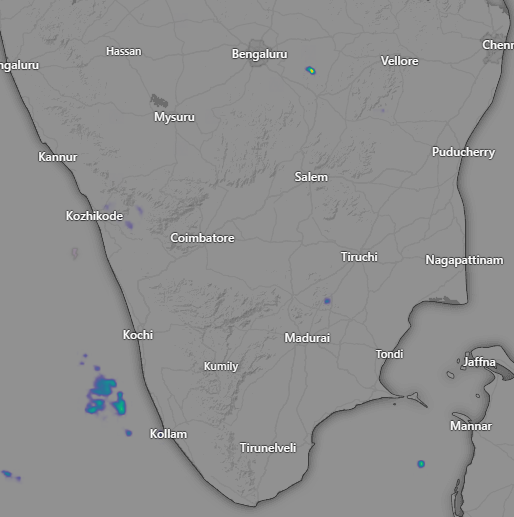 Hassan
Bengaluru
Chenn
ngaluru
Vellore
Mysuru
Kannur
Puducherry
Salem
Kozhikode
Coimbatore
Tiruchi
Nagapattinam
Kochi
Madurai
Tondi
Kumily
Jaffna
Kollam
Mannar
Tirunelveli